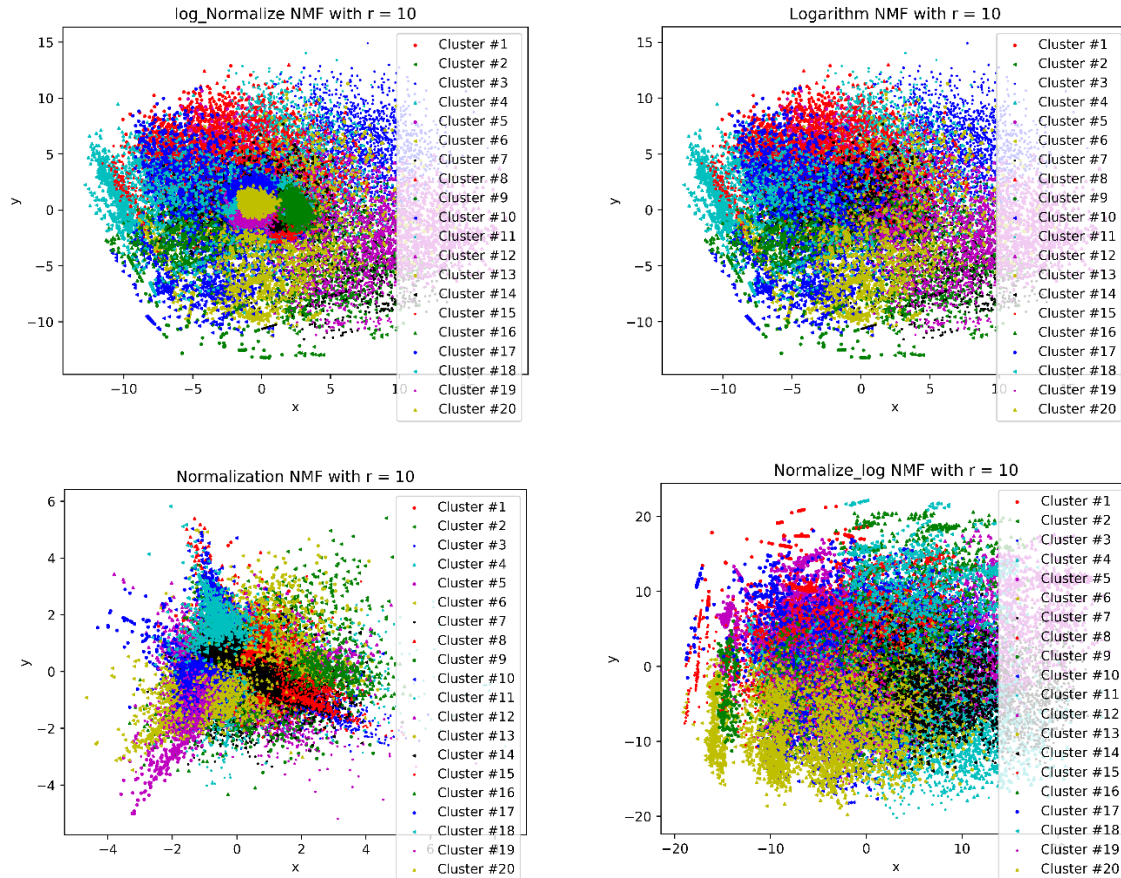 log_Normalize NMF with r = 10
15
10
5
0
−5
−10
y
−10
−5
0
5
10
x
Cluster #1
Cluster #2
Cluster #3
Cluster #4
Cluster #5
Cluster #6
Cluster #7
Cluster #8
Cluster #9
Cluster #10
Cluster #11
Cluster #12
Cluster #13
Cluster #14
Cluster #15
Cluster #16
Cluster #17
Cluster #18
Cluster #19
Cluster #20
Logarithm NMF with r = 10
15
10
5
0
−5
−10
y
−10
−5
0
5
10
x
Cluster #1
Cluster #2
Cluster #3
Cluster #4
Cluster #5
Cluster #6
Cluster #7
Cluster #8
Cluster #9
Cluster #10
Cluster #11
Cluster #12
Cluster #13
Cluster #14
Cluster #15
Cluster #16
Cluster #17
Cluster #18
Cluster #19
Cluster #20
Normalization NMF with r = 10
6
4
2
0
−2
−4
y
−4
−2
0
2
4
6
x
Cluster #1
Cluster #2
Cluster #3
Cluster #4
Cluster #5
Cluster #6
Cluster #7
Cluster #8
Cluster #9
Cluster #10
Cluster #11
Cluster #12
Cluster #13
Cluster #14
Cluster #15
Cluster #16
Cluster #17
Cluster #18
Cluster #19
Cluster #20
Normalize_log NMF with r = 10
20
10
0
−10
−20
y
−20
−10
0
10
x
Cluster #1
Cluster #2
Cluster #3
Cluster #4
Cluster #5
Cluster #6
Cluster #7
Cluster #8
Cluster #9
Cluster #10
Cluster #11
Cluster #12
Cluster #13
Cluster #14
Cluster #15
Cluster #16
Cluster #17
Cluster #18
Cluster #19
Cluster #20